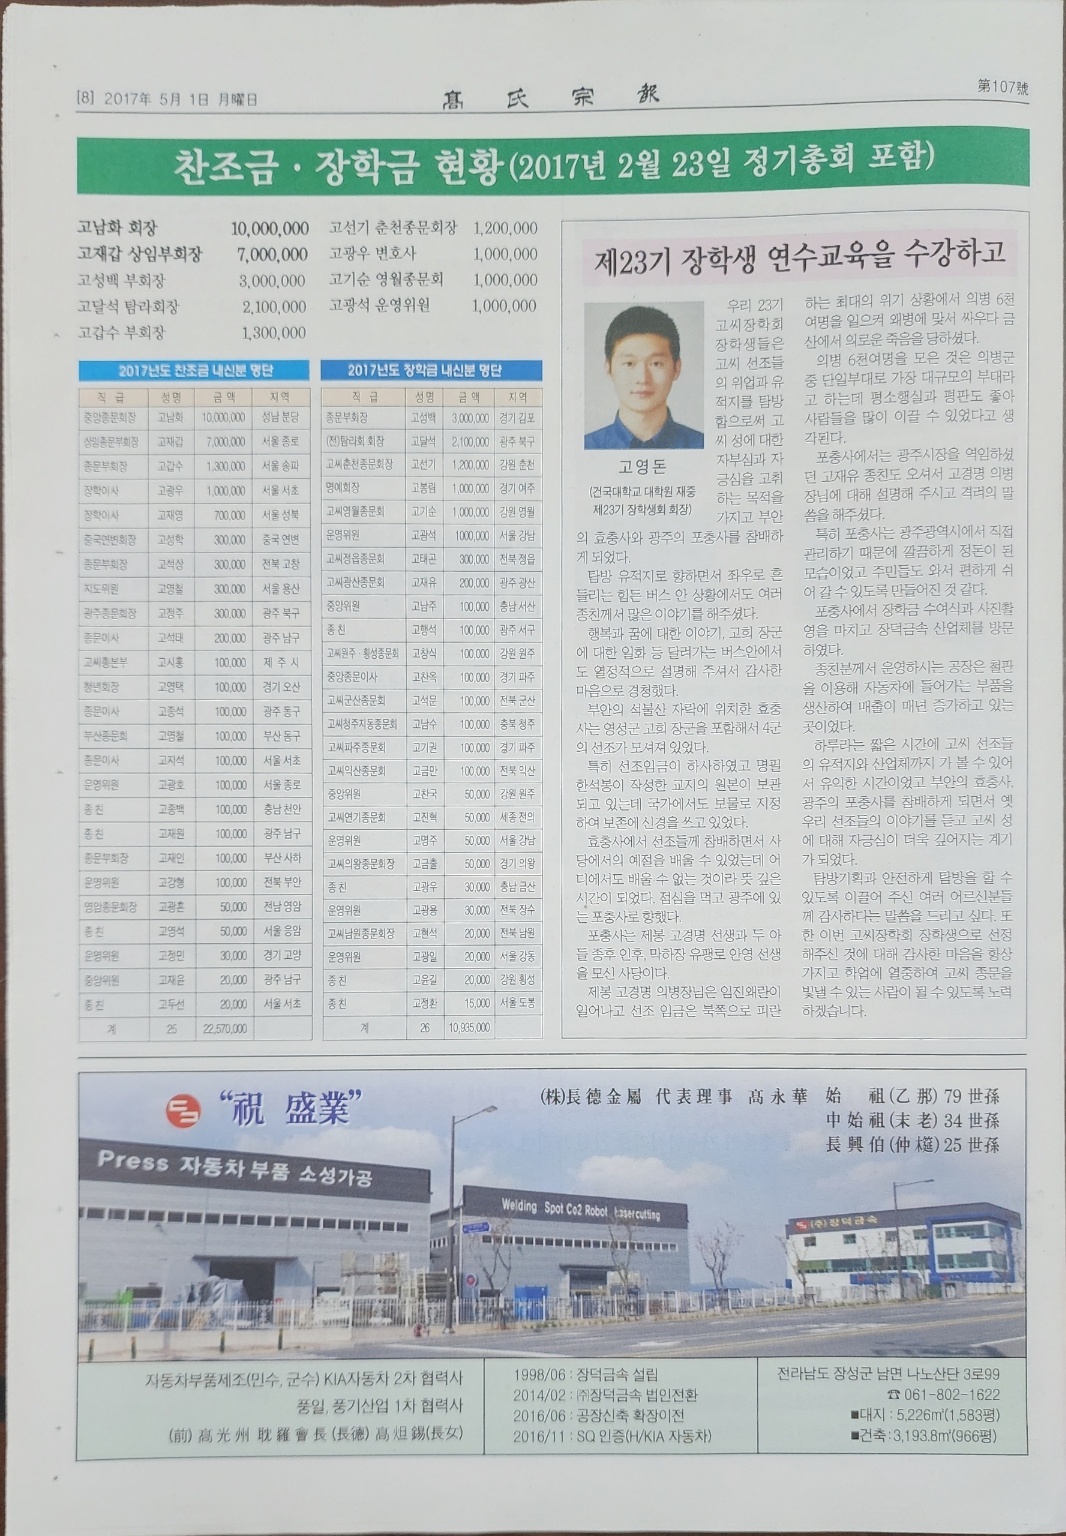 [8] 2017年 5月 1日 月曜日
髙氏宗報
第107號
찬조금·장학금 현황(2017년 2월 23일 정기총회 포함)
고남화 회장 10,000,000
고재갑 상임부회장 7,000,000
고성백 부회장 3,000,000
고달석 탐라회장 2,100,000
고갑수 부회장 1,300,000
고선기 춘천종문회장 1,200,000
고광우 변호사 1,000,000
고기순 영월종문회 1,000,000
고광석 운영위원 1,000,000
2017년도 찬조금 내신분 명단
직 급 성명 금 액 지역
중앙종문회장 고남화 10,000,000 성남 분당
상임종문부회장 고재갑 7,000,000 서울 종로
종문부회장 고갑수 1,300,000 서울 송파
장학이사 고광우 1,000,000 서울 서초
장학이사 고재영 700,000 서울 성북
중국연변회장 고성학 300,000 중국 연변
종문부회장 고석산 300,000 전북 고창
지도위원 고영철 300,000 서울 용산
광주종문회장 고정주 300,000 광주 북구
종문이사 고석태 200,000 광주 남구
고씨총본부 고시홍 100,000 제 주 시
청년회장 고영택 100,000 경기 오산
종문이사 고종석 100,000 광주 동구
부산종문회 고영철 100,000 부산 동구
종문이사 고지석 100,000 서울 서초
운영위원 고광호 100,000 서울 종로
종 친 고종백 100,000 충남 천안
종 친 고재원 100,000 광주 남구
종문부회장 고재인 100,000 부산 사하
운영위원 고강형 100,000 전북 부안
영암종문회장 고광훈 50,000 전남 영암
종 친 고영석 50,000 서울 응암
운영위원 고정민 30,000 경기 고양
중앙위원 고재윤 20,000 광주 남구
종 친 고두선 20,000 서울 서초
계 25 22,570,000
2017년도 장학금 내신분 명단
직 급 성명 금 액 지역
종문부회장 고성백 3,000,000 경기 김포
(전)탐라회 회장 고달석 2,100,000 광주 북구
고씨춘천종문회장 고선기 1,200,000 강원 춘천
명예회장 고봉림 1,000,000 경기 여주
고씨영월종문회장 고기순 1,000,000 강원 영월
운영위원 고광석 1000,000 서울 강남
고씨정읍종문회장 고태곤 300,000 전북 정읍
고씨광산종문회장 고재유 200,000 광주 광산
중앙위원 고남주 100,000 충남 서산
종 친 고행석 100,000 광주 서구
고씨원주·횡성종문회장 고창식 100,000 강원 원주
중앙종문이사 고찬옥 100,000 경기 파주
고씨군산종문회장 고석문 100,000 전북 군산
고씨청주지동종문회장 고남수 100,000 충북 청주
고씨파주종문회장 고기권 100,000 경기 파주
고씨익산종문회장 고금만 100,000 전북 익산
중앙위원 고찬국 50,000 강원 원주
고씨연기종문회장 고진혁 50,000 세종 전의
운영위원 고명주 50,000 서울 강남
고씨의왕종문회장 고금출 50,000 경기 의왕
종 친 고광우 30,000 충남 금산
운영위원 고광용 30,000 전북 장수
고씨남원종문회장 고현석 20,000 전북 남원
운영위원 고광일 20,000 서울 강동
종 친 고윤길 20,000 강원 횡성
종 친 고정환 15,000 서울 도봉
계 26 10,935,000
제23기 장학생 연수교육을 수강하고
고영돈
(건국대학교 대학원 재중
제23기 장학생회 회장)
우리 23기
고씨장학회
장학생들은
고씨 선조들
의 위업과 유
적지를 탐방
함으로써 고
씨 성에 대한
자부심과 자
긍심을 고취
하는 목적을
가지고 부안
의 효충사와 광주의 포충사를 참배하
게 되었다.
탐방 유적지로 향하면서 좌우로 흔
들리는 힘든 버스 안 상황에서도 여러
종친께서 많은 이야기를 해주셨다.
행복과 꿈에 대한 이야기, 고희 장군
에 대한 일화 등 달려가는 버스안에서
도 열정적으로 설명해 주셔서 감사한
마음으로 경청했다.
부안의 석불산 자락에 위치한 효충
사는 영성군 고희 장군을 포함해서 4군
의 선조가 모셔져 있었다.
특히 선조임금이 하사하였고 명필
한석봉이 작성한 교지의 원본이 보관
되고 있는데 국가에서도 보물로 지정
하여 보존에 신경을 쓰고 있었다.
효충사에서 선조들께 참배하면서 사
당에서의 예절을 배울 수 있었는데 어
디에서도 배울 수 없는 것이라 뜻 깊은
시간이 되었다. 점심을 먹고 광주에 있
는 포충사로 향했다.
포충사는 제봉 고경명 선생과 두 아
들 종후 인후, 막하장 유팽로 안영 선생
을 모신 사당이다.
제봉 고경명 의병장님은 임진왜란이
일어나고 선조 임금은 북쪽으로 피란
하는 최대의 위기 상황에서 의병 6천
여명을 일으켜 왜병에 맞서 싸우다 금
산에서 의로운 죽음을 당하셨다.
의병 6천여명을 모은 것은 의병군
중 단일부대로 가장 대규모의 부대라
고 하는데 평소행실과 평판도 좋아
사람들을 많이 이끌 수 있었다고 생
각된다.
포충사에서는 광주시장을 역임하셨
던 고재유 종친도 오셔서 고경명 의병
장님에 대해 설명해 주시고 격려의 말
씀을 해주셨다.
특히 포충사는 광주광역시에서 직접
관리하기 때문에 깔끔하게 정돈이 된
모습이었고 주민들도 와서 편하게 쉬
어 갈 수 있도록 만들어진 것 같다.
포충사에서 장학금 수여식과 사진촬
영을 마치고 장덕금속 산업체를 방문
하였다.
종친분께서 운영하시는 공장은 철판
을 이용해 자동차에 들어가는 부품을
생산하여 매출이 매년 증가하고 있는
곳이었다.
하루라는 짧은 시간에 고씨 선조들
의 유적지와 산업체까지 가 볼 수 있어
서 유익한 시간이었고 부안의 효충사,
광주의 포충사를 참배하게 되면서 옛
우리 선조들의 이야기를 듣고 고씨 성
에 대해 자긍심이 더욱 깊어지는 계기
가 되었다.
탐방기획과 안전하게 탐방을 할 수
있도록 이끌어 주신 여러 어르신분들
께 감사하다는 말씀을 드리고 싶다. 또
한 이번 고씨장학회 장학생으로 선정
해주신 것에 대해 감사한 마음을 항상
가지고 학업에 열중하여 고씨 종문을
빛낼 수 있는 사람이 될 수 있도록 노력
하겠습니다.
“祝 盛業”
(株)長德金屬 代表理事 髙永華 始 祖(乙那) 79 世孫
中始祖(末老) 34 世孫
長興伯(仲筵) 25 世孫
Press 자동차 부품 소성가공
Welding Spot Co2 Robot Lasercutting
(주)장덕금속
자동차부품제조(민수, 군수) KIA자동차 2차 협력사
풍일, 풍기산업 1차 협력사
(前) 高光州 耽羅會長 (長德) 高炟錫(長女)
1998/06 : 장덕금속 설립
2014/02 : ㈜장덕금속 법인전환
2016/06 : 공장신축 확장이전
2016/11 : SQ 인증(H/KIA 자동차)
전라남도 장성군 남면 나노산단 3로99
☎ 061-802-1622
■대지 : 5,226㎡(1,583평)
■건축 : 3,193.8㎡(966평)